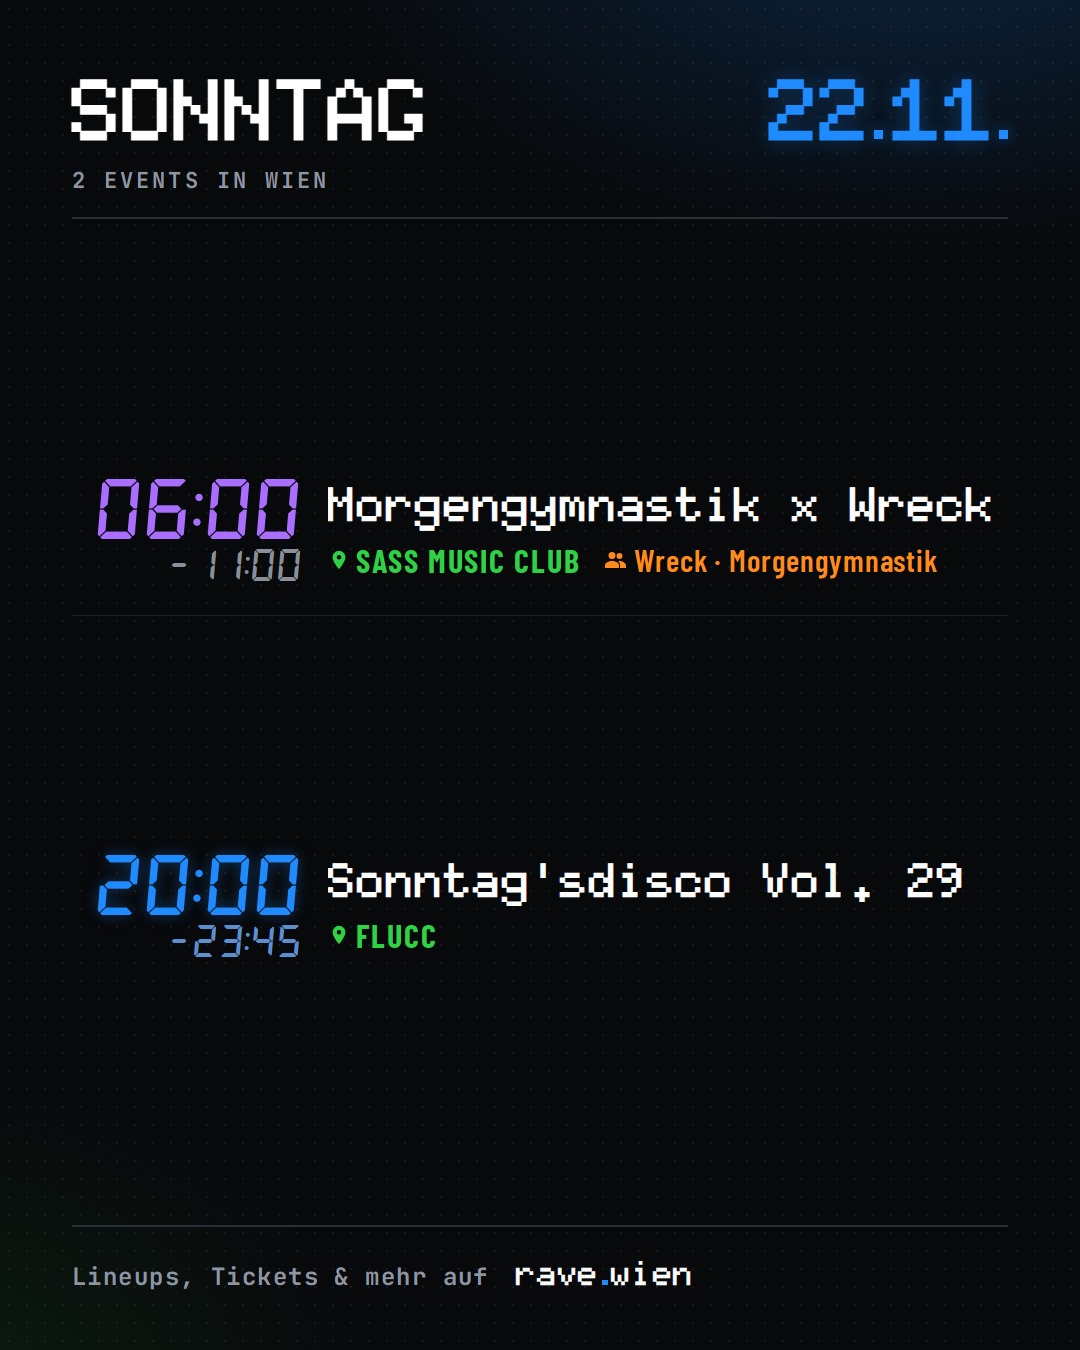 SONNTAG 22.11.
2 EVENTS IN WIEN
06:00 Morgengymnastik x Wreck
- 11:00 SASS MUSIC CLUB Wreck · Morgengymnastik
20:00 Sonntag'sdisco Vol. 29
-23:45 FLUCC
Lineups, Tickets & mehr auf rave.wien